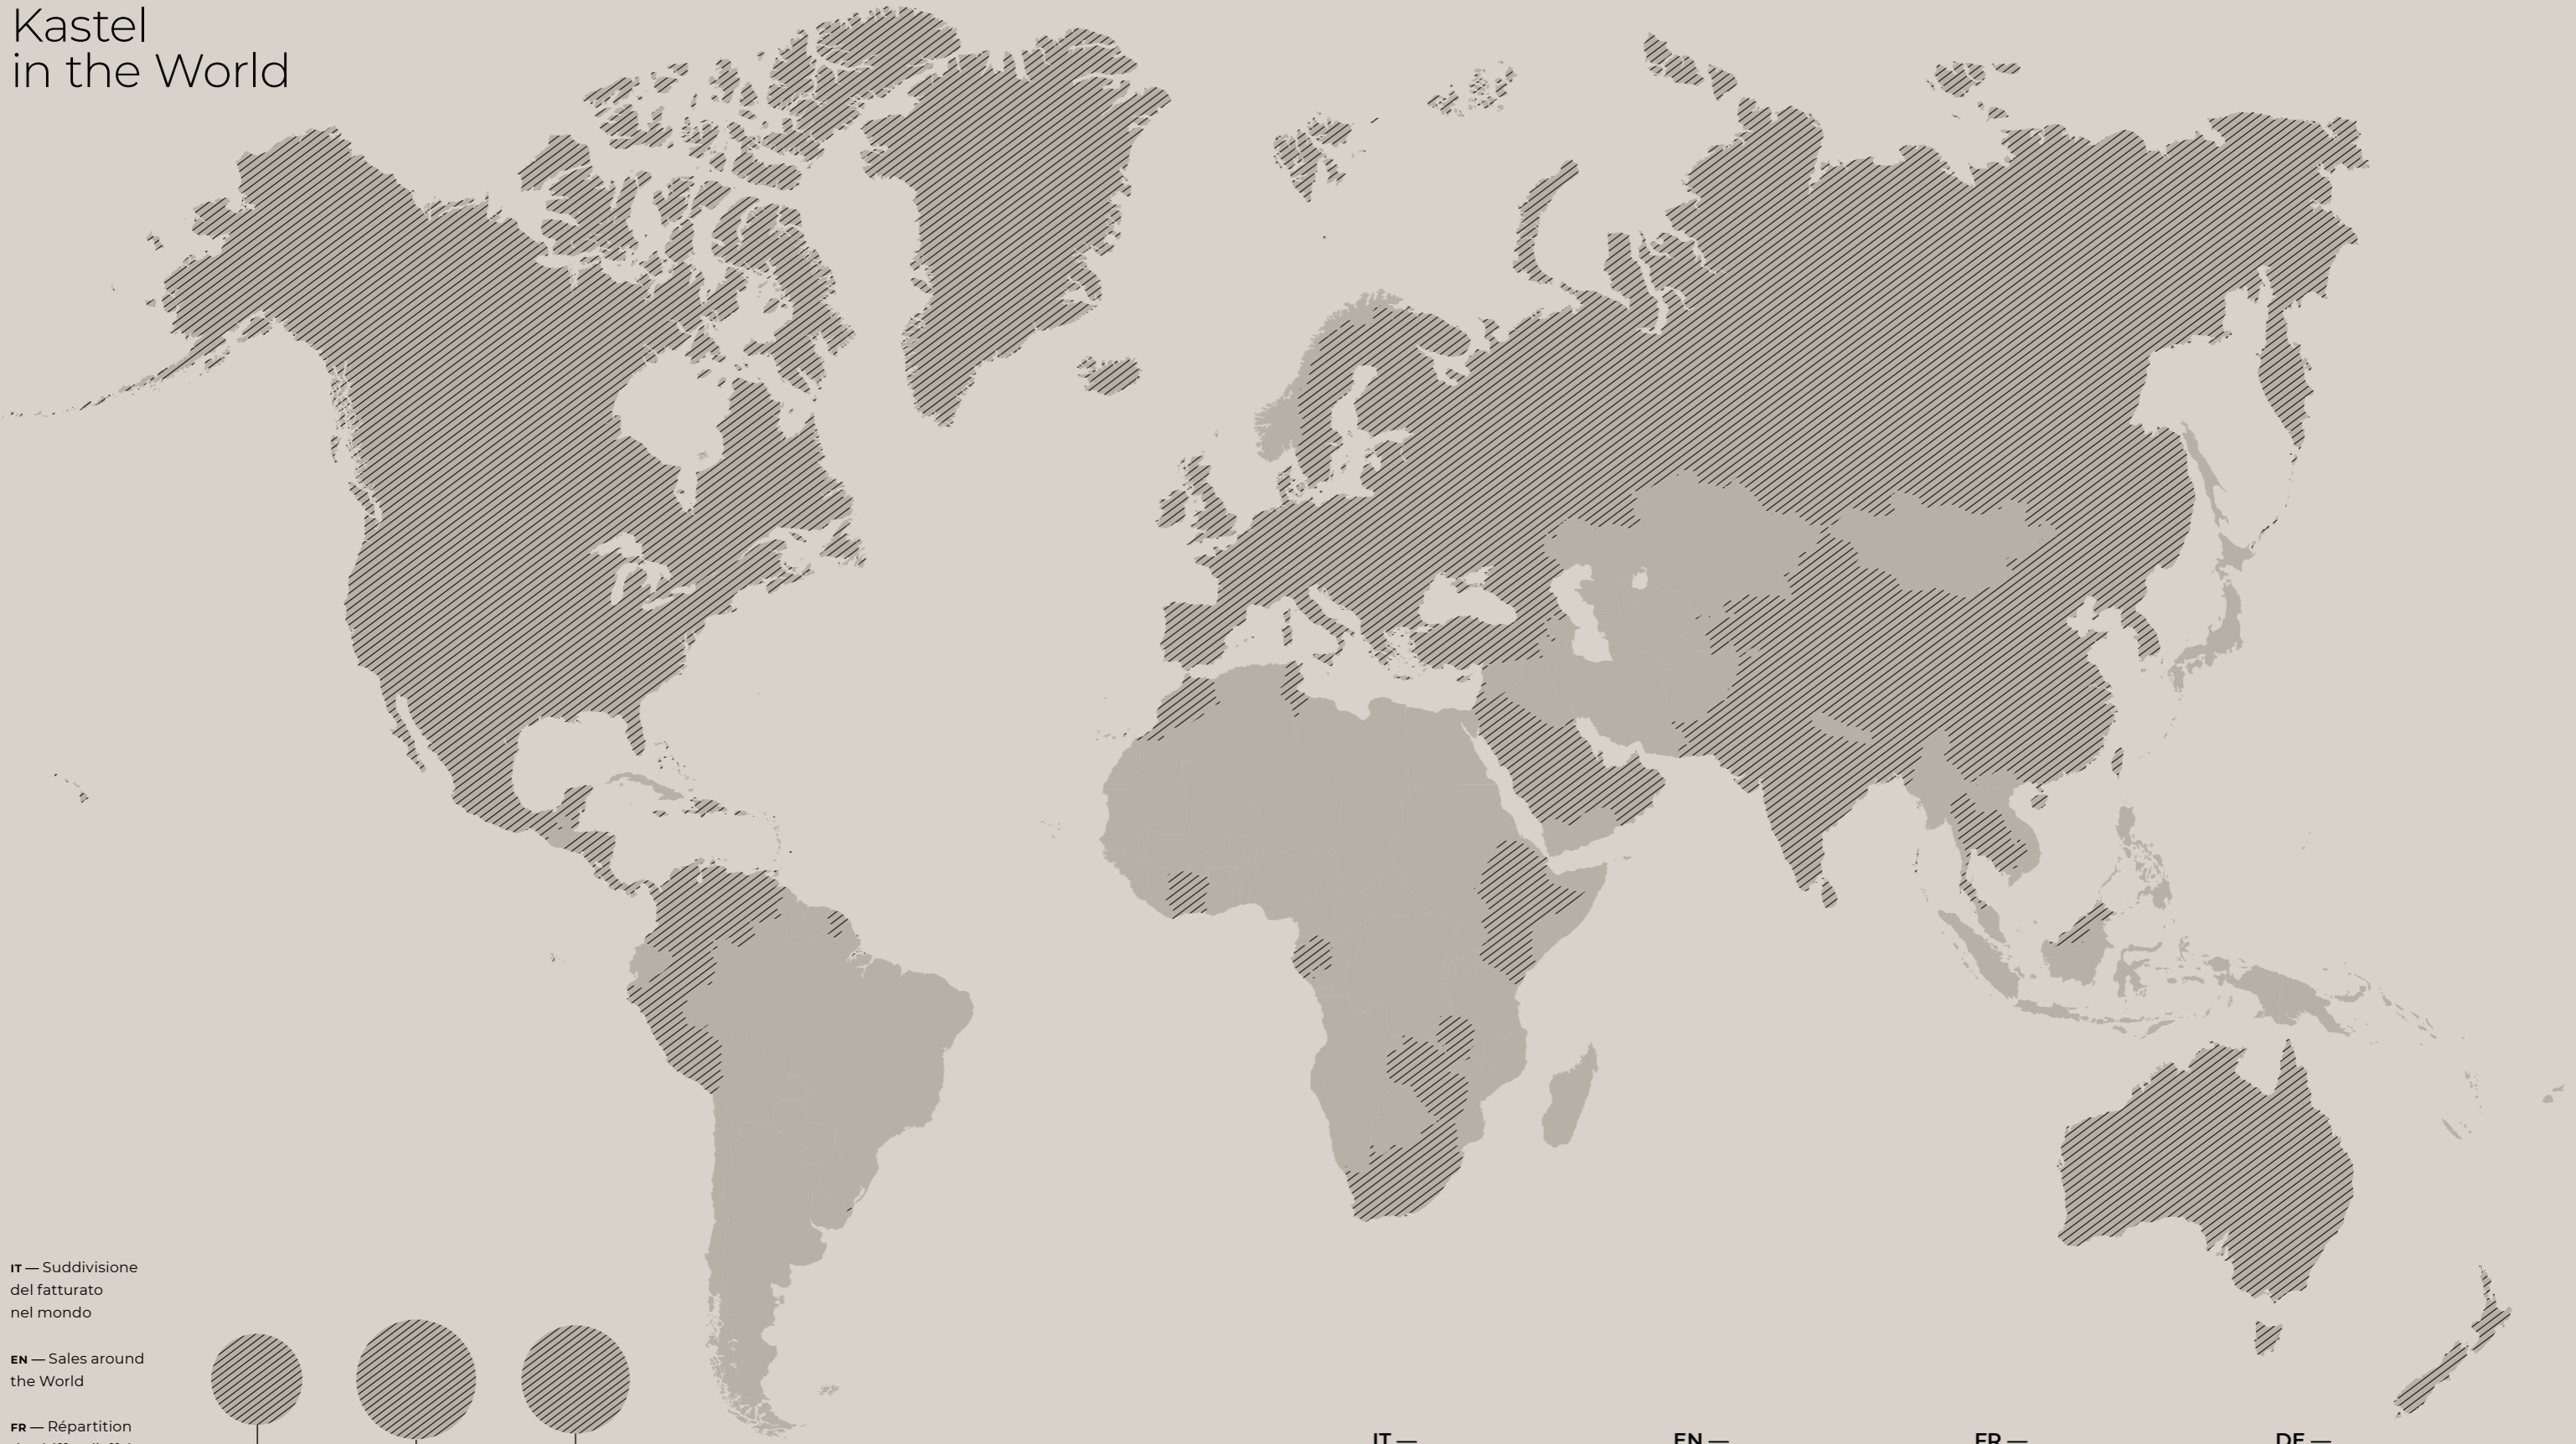 Kastel
in the World
IT — Suddivisione
del fatturato
nel mondo
EN — Sales around
the World
FR — Répartition
IT —
EN —
FR —
DE —